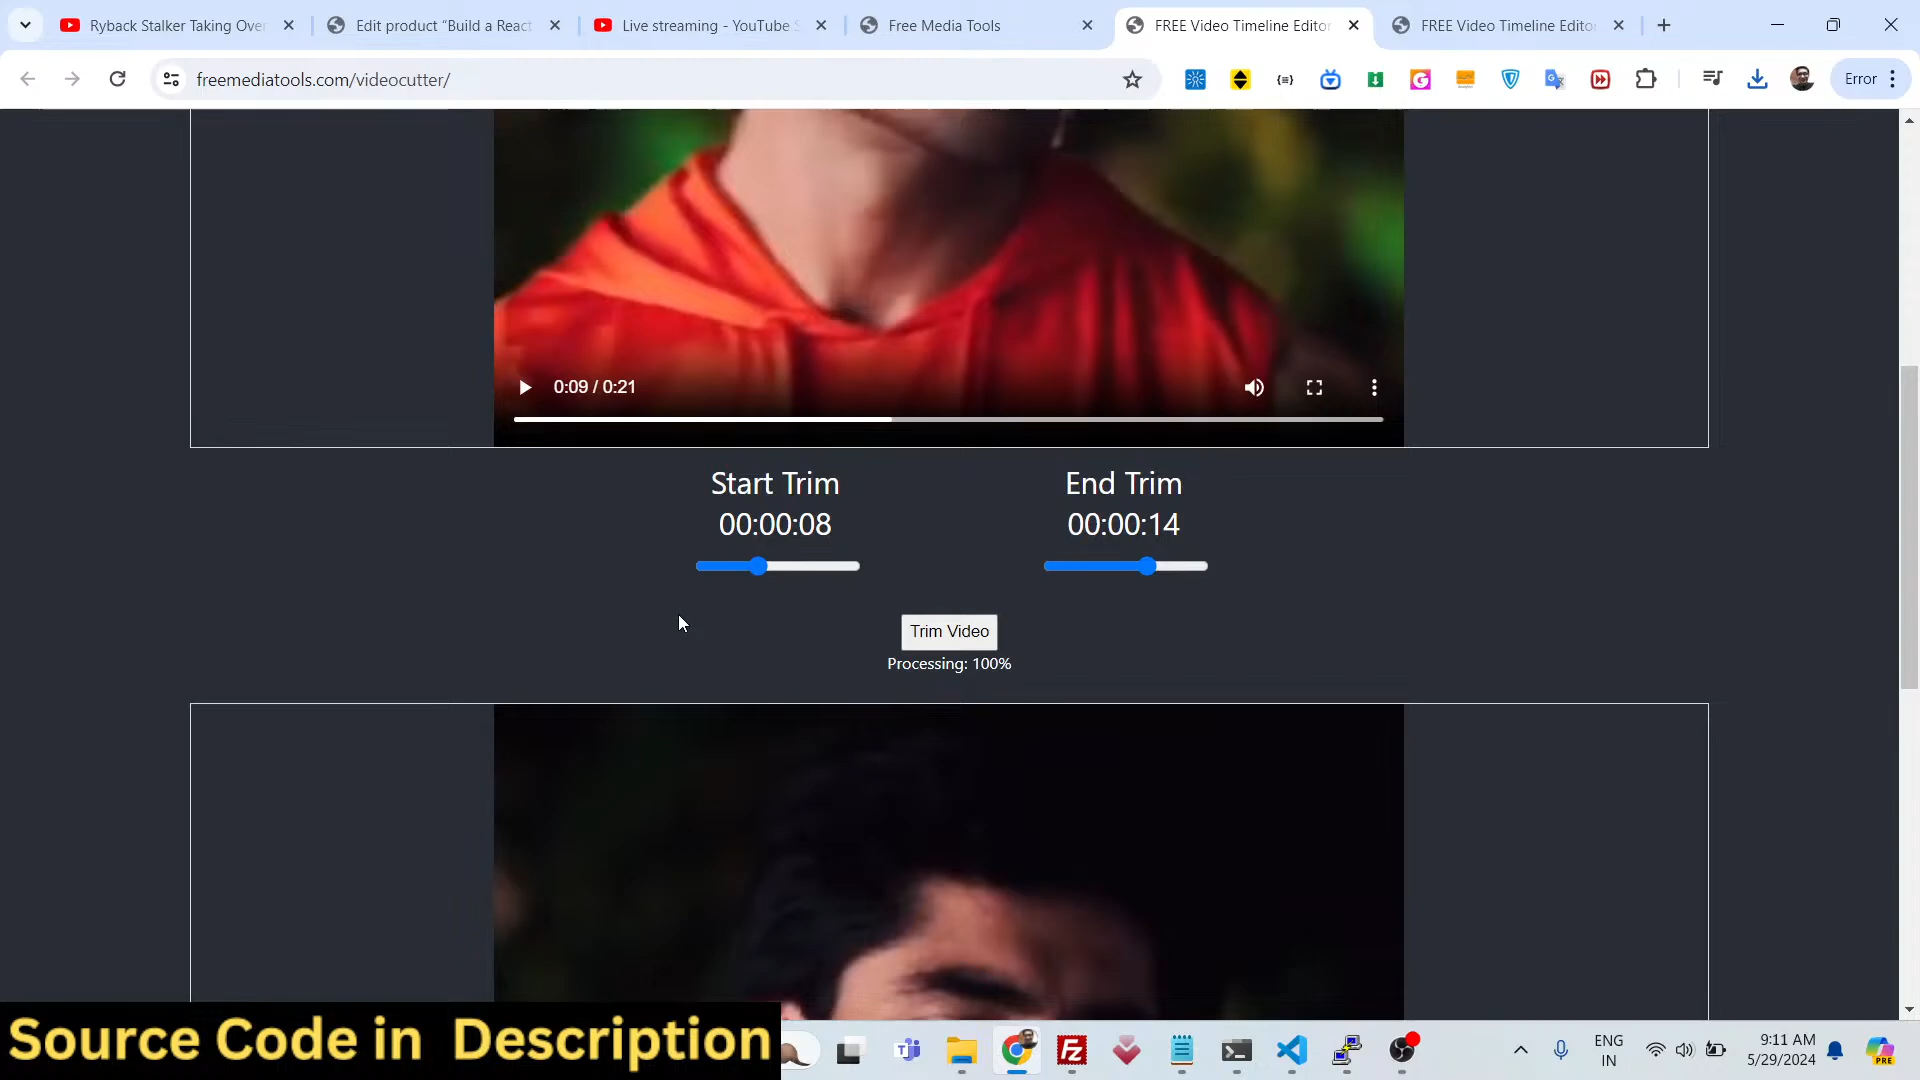 Ryback Stalker Taking Over
Edit product “Build a React
Live streaming - YouTube S
Free Media Tools
FREE Video Timeline Editor
FREE Video Timeline Edito
freemediatools.com/videocutter/
Error
0:09 / 0:21
Start Trim
End Trim
00:00:08
00:00:14
Trim Video
Processing: 100%
Source Code in Description
ENG
IN
9:11 AM
5/29/2024
PRE